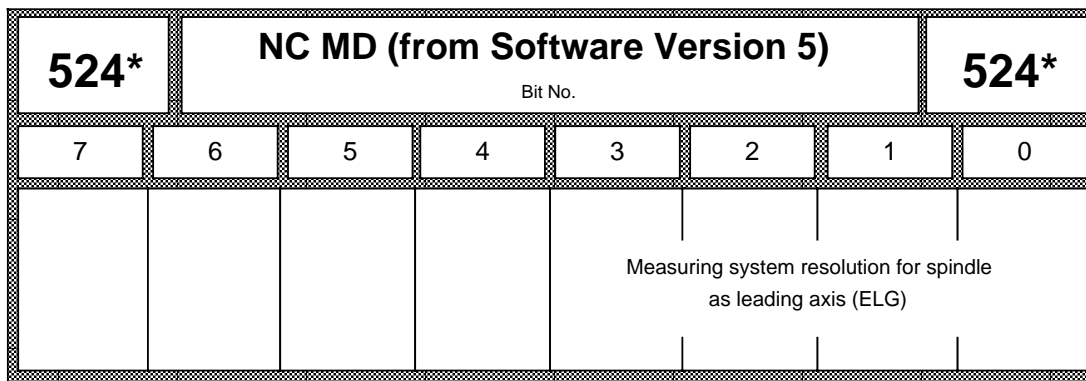 524*
NC MD (from Software Version 5)
Bit No.
524*
7 6 5 4 3 2 1 0
Measuring system resolution for spindle
as leading axis (ELG)